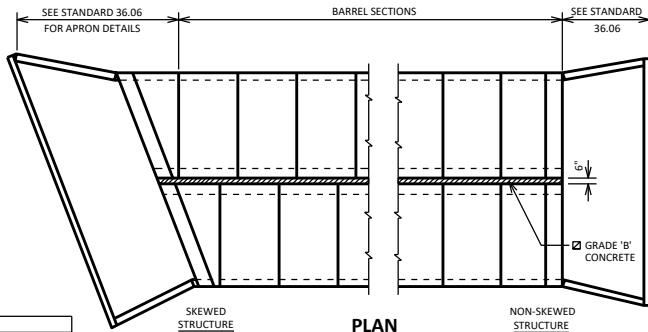 SEE STANDARD 36.06
FOR APRON DETAILS
BARREL SECTIONS
SEE STANDARD
36.06
6"
GRADE 'B'
CONCRETE
SKEWED
STRUCTURE
PLAN
NON-SKEWED
STRUCTURE